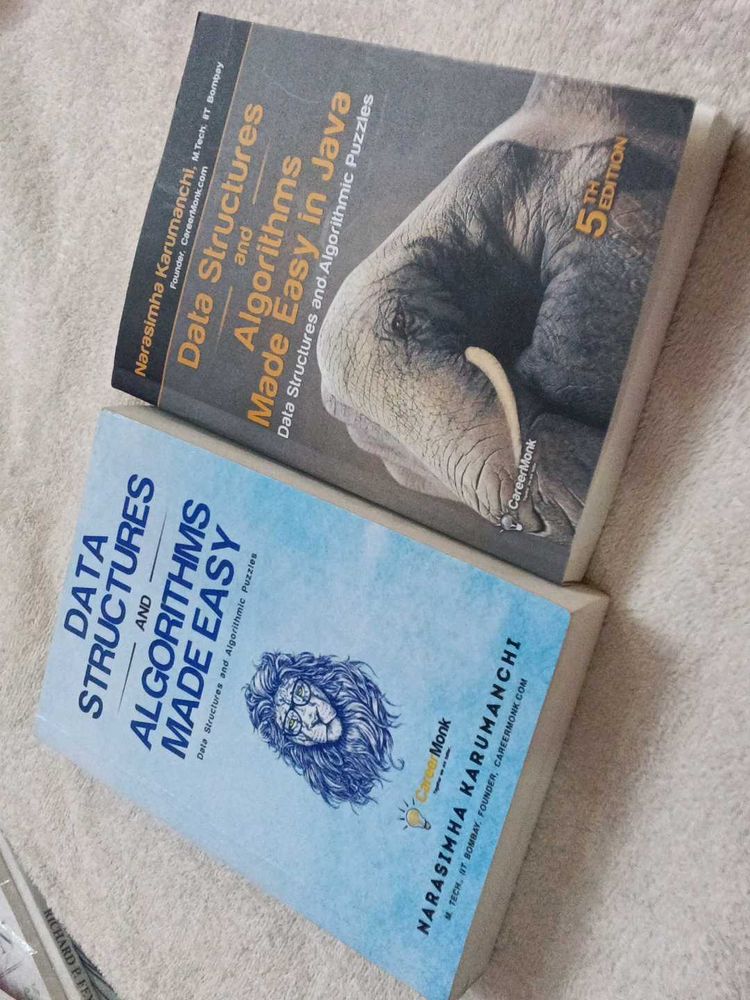 Narasimha Karumanchi, M.Tech, IIT Bombay
Founder, CareerMonk.com
Data Structures
and
Algorithms
Made Easy in Java
Data Structures and Algorithmic Puzzles
5TH
EDITION
CareerMonk
DATA
STRUCTURES
AND
ALGORITHMS
MADE EASY
Data Structures and Algorithmic Puzzles
CareerMonk
NARASIMHA KARUMANCHI
M. TECH, IIT BOMBAY, FOUNDER, CAREERMONK.COM
RICHARD P.